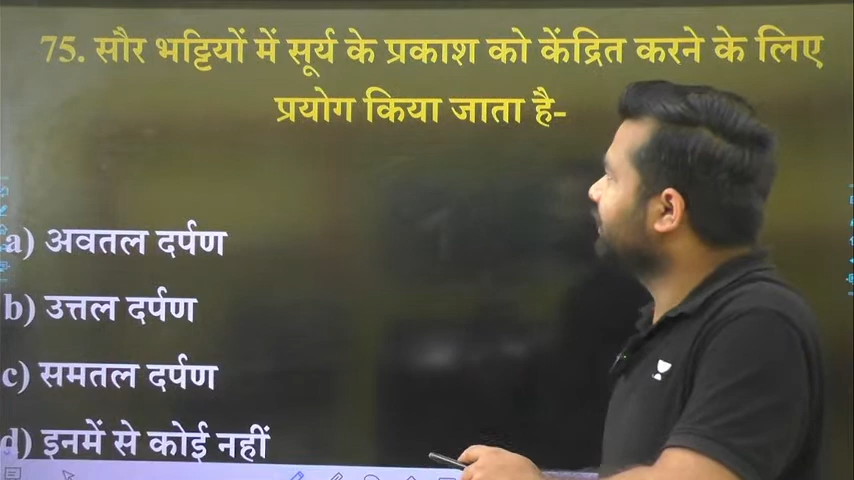 75. सौर भट्टियों में सूर्य के प्रकाश को केंद्रित करने के लिए
प्रयोग किया जाता है-
a) अवतल दर्पण
b) उत्तल दर्पण
c) समतल दर्पण
d) इनमें से कोई नहीं